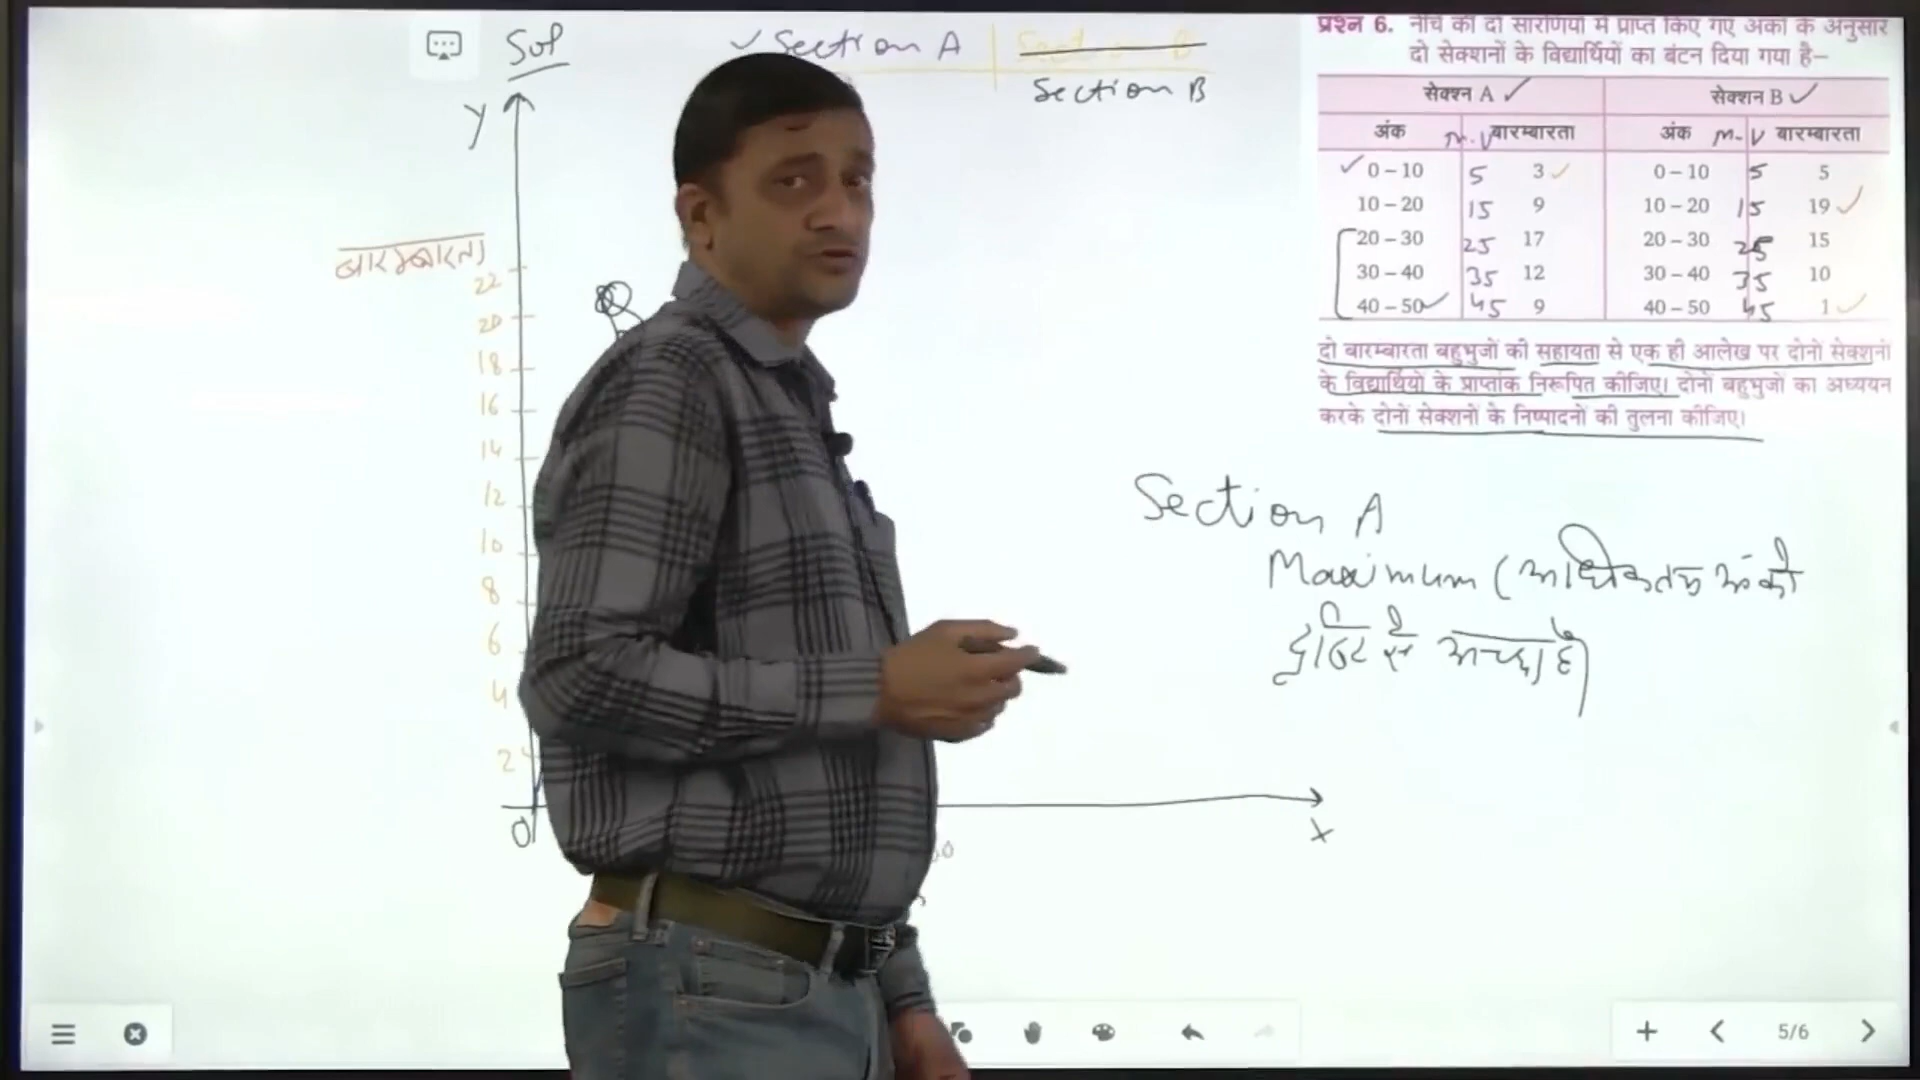 Sol
✓ Section A
Section B
प्रश्न 6. नीचे की दो सारणियों में प्राप्त किए गए अंकों के अनुसार
दो सेक्शनों के विद्यार्थियों का बंटन दिया गया है–
सेक्शन A ✓ सेक्शन B ✓
अंक M.V बारम्बारता अंक M.V बारम्बारता
✓ 0 – 10 5 3 ✓ 0 – 10 5 5
10 – 20 15 9 10 – 20 15 19 ✓
20 – 30 25 17 20 – 30 25 15
30 – 40 35 12 30 – 40 35 10
40 – 50 ✓ 45 9 40 – 50 45 1 ✓
दो बारम्बारता बहुभुजों की सहायता से एक ही आलेख पर दोनों सेक्शनों
के विद्यार्थियों के प्राप्तांक निरूपित कीजिए। दोनों बहुभुजों का अध्ययन
करके दोनों सेक्शनों के निष्पादनों की तुलना कीजिए।
Y
बारम्बारता
22
20
18
16
14
12
10
8
6
4
2
0
X
Section A
Maximum (अधिकतम अंको
दृष्टि से अच्छा है)
5/6